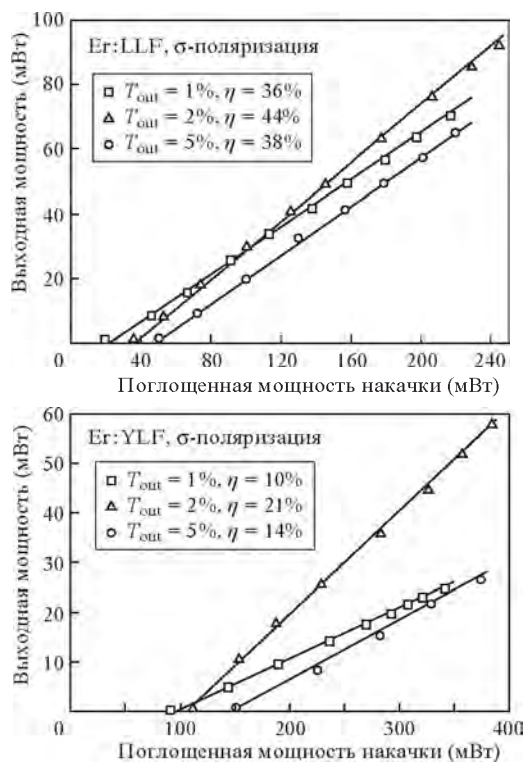 Er:LLF, σ-поляризация
T_out = 1%, η = 36%
T_out = 2%, η = 44%
T_out = 5%, η = 38%
Выходная мощность (мВт)
100
80
60
40
20
0 40 80 120 160 200 240
Поглощенная мощность накачки (мВт)
Er:YLF, σ-поляризация
T_out = 1%, η = 10%
T_out = 2%, η = 21%
T_out = 5%, η = 14%
Выходная мощность (мВт)
60
50
40
30
20
10
0 100 200 300 400
Поглощенная мощность накачки (мВт)